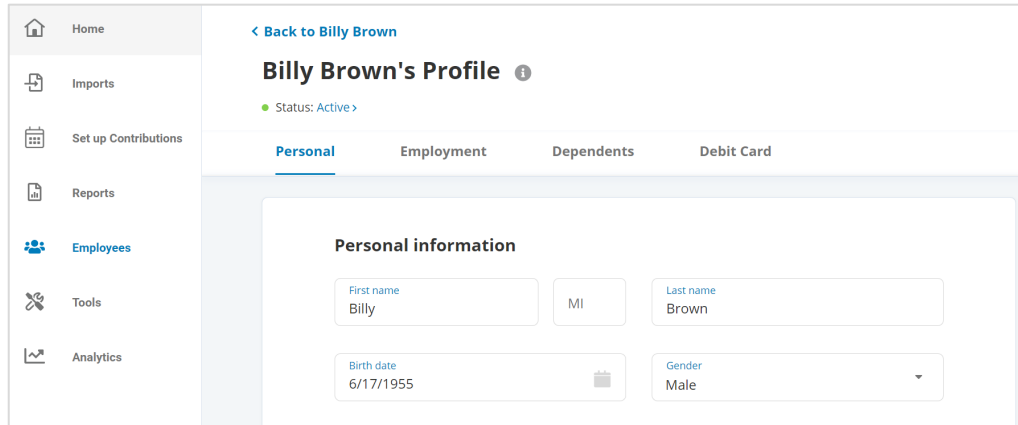 Home
Imports
Set up Contributions
Reports
Employees
Tools
Analytics
Back to Billy Brown
Billy Brown's Profile
Status: Active
Personal Employment Dependents Debit Card
Personal information
First name
Billy
MI
Last name
Brown
Birth date
6/17/1955
Gender
Male